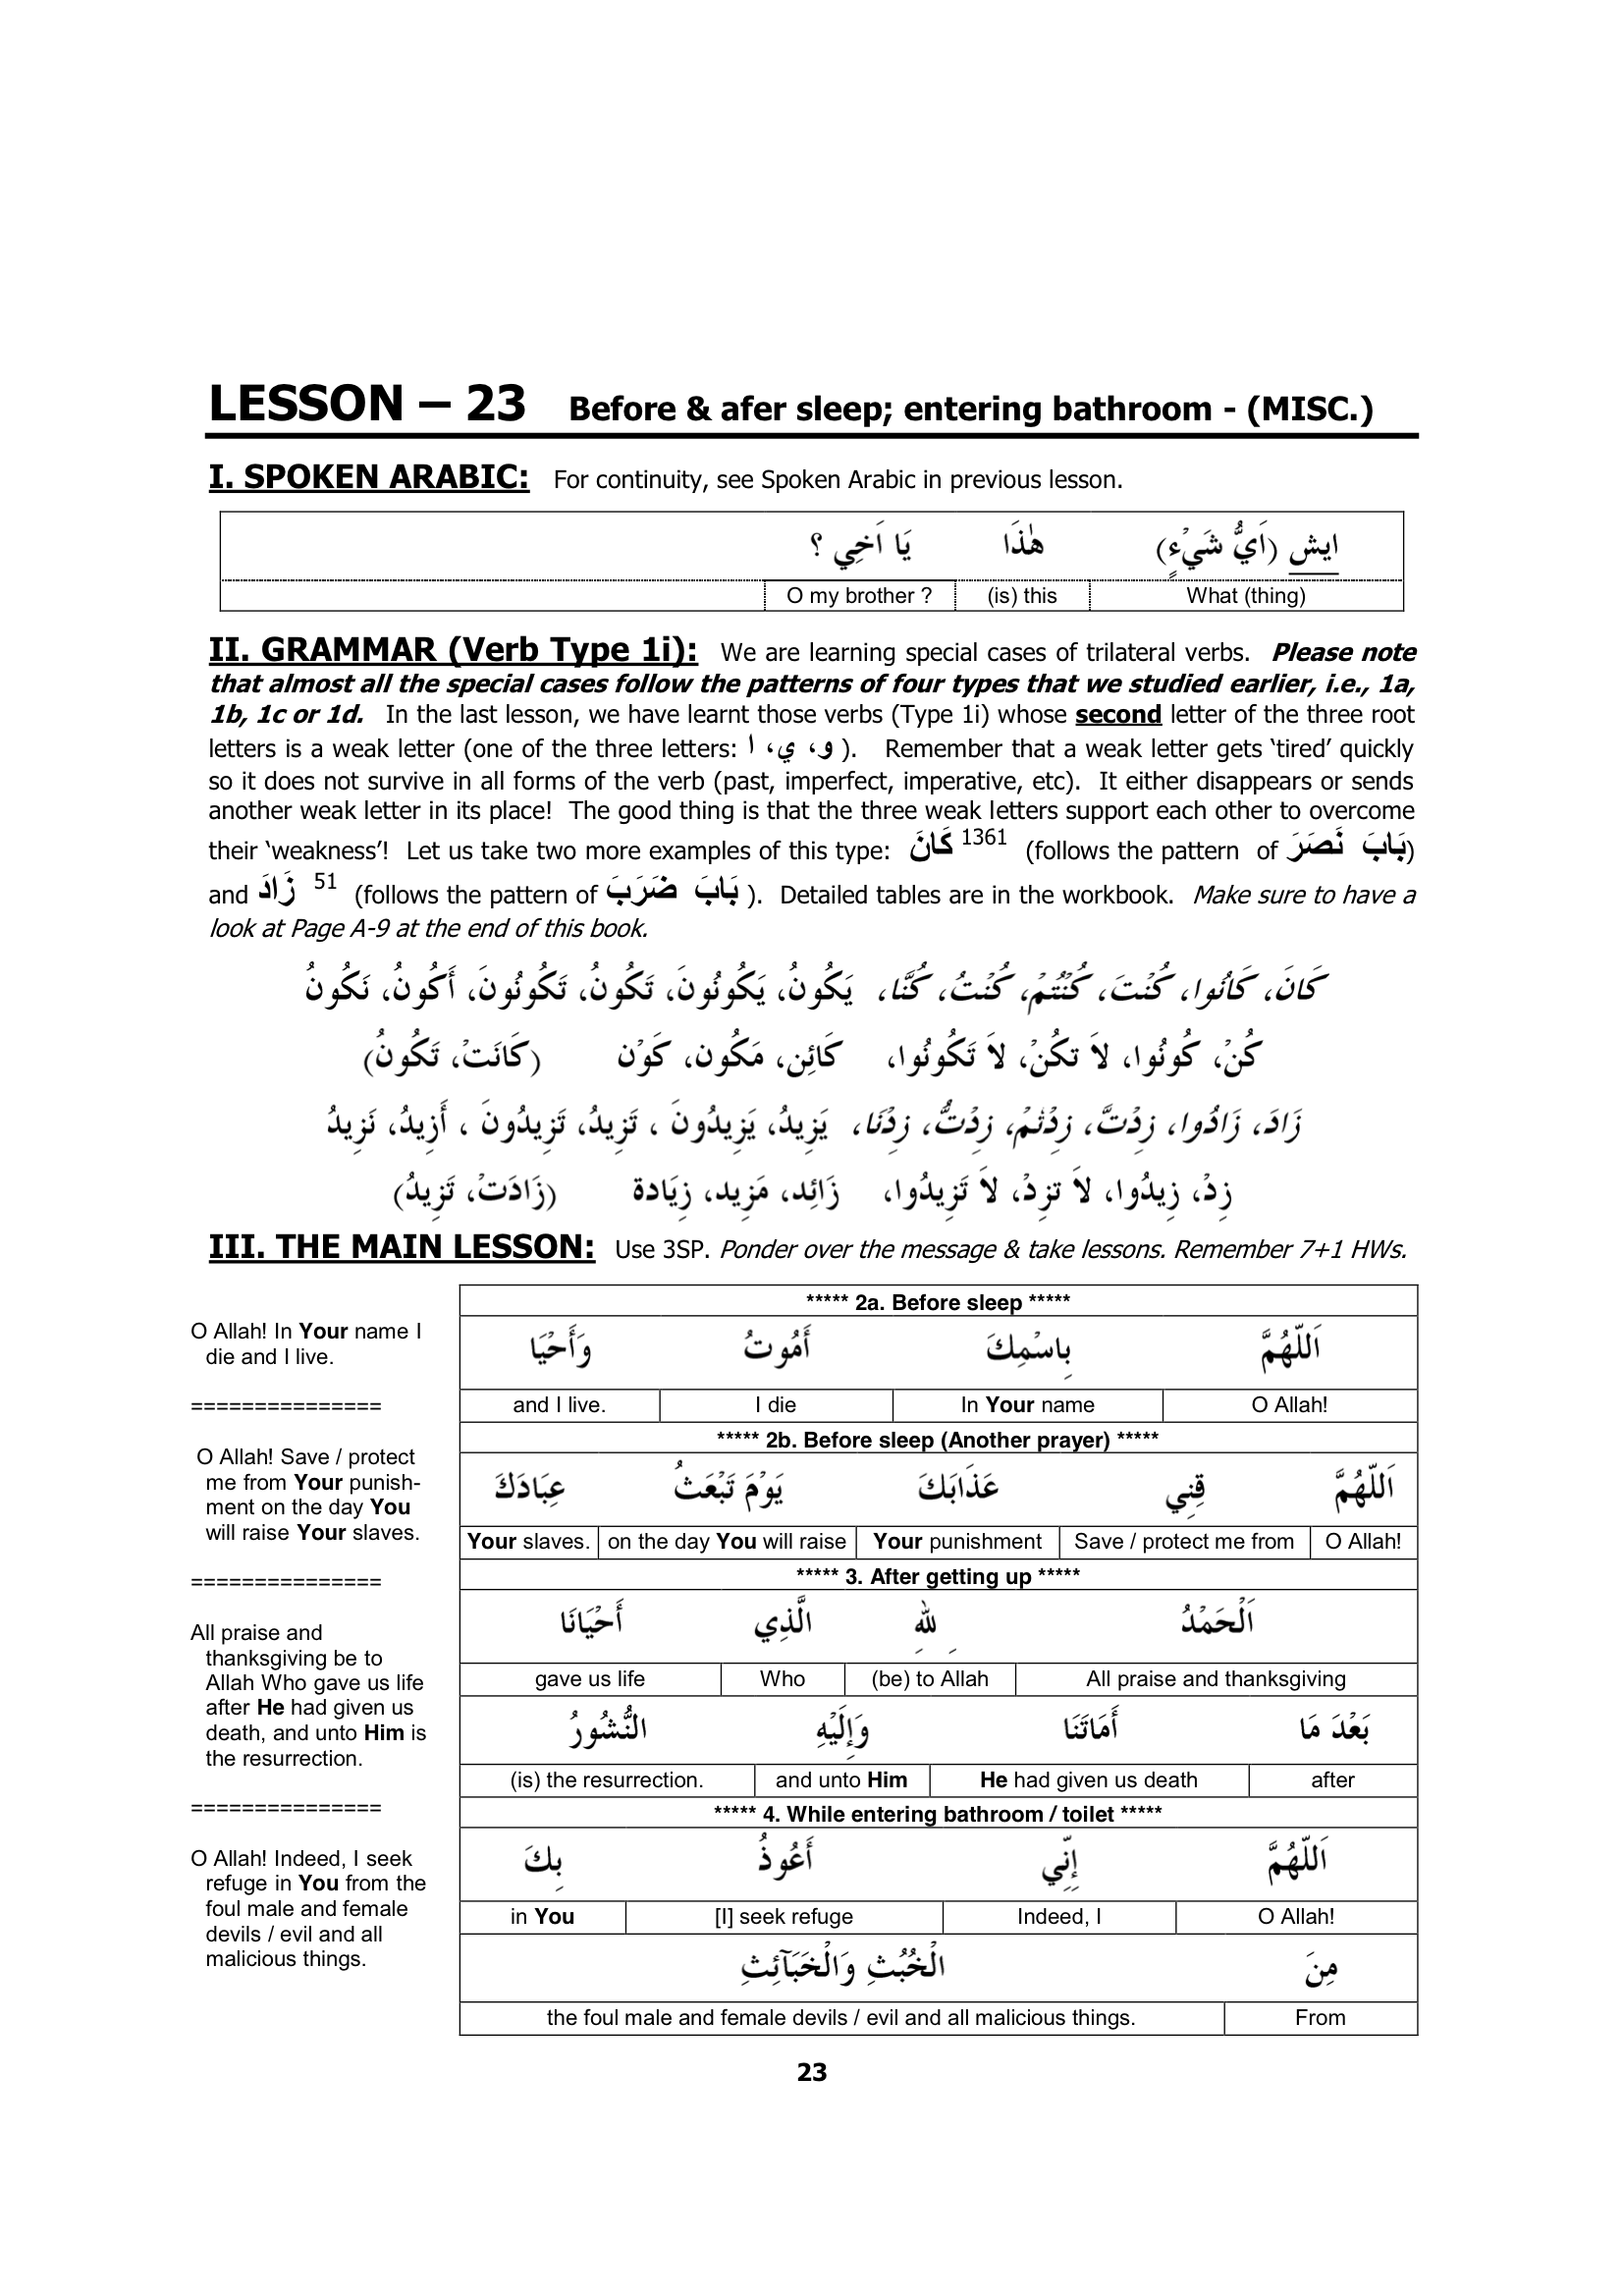 LESSON – 23 Before & afer sleep; entering bathroom - (MISC.)
I. SPOKEN ARABIC: For continuity, see Spoken Arabic in previous lesson.
ايش (اَيُّ شَيْءٍ) هٰذَا يَا اَخِي ؟
What (thing) (is) this O my brother ?
II. GRAMMAR (Verb Type 1i): We are learning special cases of trilateral verbs. Please note
that almost all the special cases follow the patterns of four types that we studied earlier, i.e., 1a,
1b, 1c or 1d. In the last lesson, we have learnt those verbs (Type 1i) whose second letter of the three root
letters is a weak letter (one of the three letters: و، ي، ا ). Remember that a weak letter gets ‘tired’ quickly
so it does not survive in all forms of the verb (past, imperfect, imperative, etc). It either disappears or sends
another weak letter in its place! The good thing is that the three weak letters support each other to overcome
their ‘weakness’! Let us take two more examples of this type: كَانَ 1361 (follows the pattern of بَابَ نَصَرَ)
and زَادَ 51 (follows the pattern of بَابَ ضَرَبَ ). Detailed tables are in the workbook. Make sure to have a
look at Page A-9 at the end of this book.
كَانَ، كَانُوا، كُنْتَ، كُنْتُمْ، كُنْتُ، كُنَّا، يَكُونُ، يَكُونُونَ، تَكُونُ، تَكُونُونَ، أَكُونُ، نَكُونُ
كُنْ، كُونُوا، لاَ تكُنْ، لاَ تَكُونُوا، كَائِن، مَكُون، كَوْن (كَانَتْ، تَكُونُ)
زَادَ، زَادُوا، زِدْتَّ، زِدْتُمْ، زِدْتُّ، زِدْنَا، يَزِيدُ، يَزِيدُونَ ، تَزِيدُ، تَزِيدُونَ ، أَزِيدُ، نَزِيدُ
زِدْ، زِيدُوا، لاَ تزِدْ، لاَ تَزِيدُوا، زَائِد، مَزِيد، زِيَادة (زَادَتْ، تَزِيدُ)
III. THE MAIN LESSON: Use 3SP. Ponder over the message & take lessons. Remember 7+1 HWs.
O Allah! In Your name I
die and I live.
===============
O Allah! Save / protect
me from Your punish-
ment on the day You
will raise Your slaves.
===============
All praise and
thanksgiving be to
Allah Who gave us life
after He had given us
death, and unto Him is
the resurrection.
===============
O Allah! Indeed, I seek
refuge in You from the
foul male and female
devils / evil and all
malicious things.
***** 2a. Before sleep *****
اَللّهُمَّ بِاسْمِكَ أَمُوتُ وَأَحْيَا
O Allah! In Your name I die and I live.
***** 2b. Before sleep (Another prayer) *****
اَللّهُمَّ قِنِي عَذَابَكَ يَوْمَ تَبْعَثُ عِبَادَكَ
O Allah! Save / protect me from Your punishment on the day You will raise Your slaves.
***** 3. After getting up *****
اَلْحَمْدُ لِلّٰهِ الَّذِي أَحْيَانَا
All praise and thanksgiving (be) to Allah Who gave us life
بَعْدَ مَا أَمَاتَنَا وَإِلَيْهِ النُّشُورُ
after He had given us death and unto Him (is) the resurrection.
***** 4. While entering bathroom / toilet *****
اَللّهُمَّ إِنِّي أَعُوذُ بِكَ
O Allah! Indeed, I [I] seek refuge in You
مِنَ الْخُبُثِ وَالْخَبَآئِثِ
From the foul male and female devils / evil and all malicious things.
23